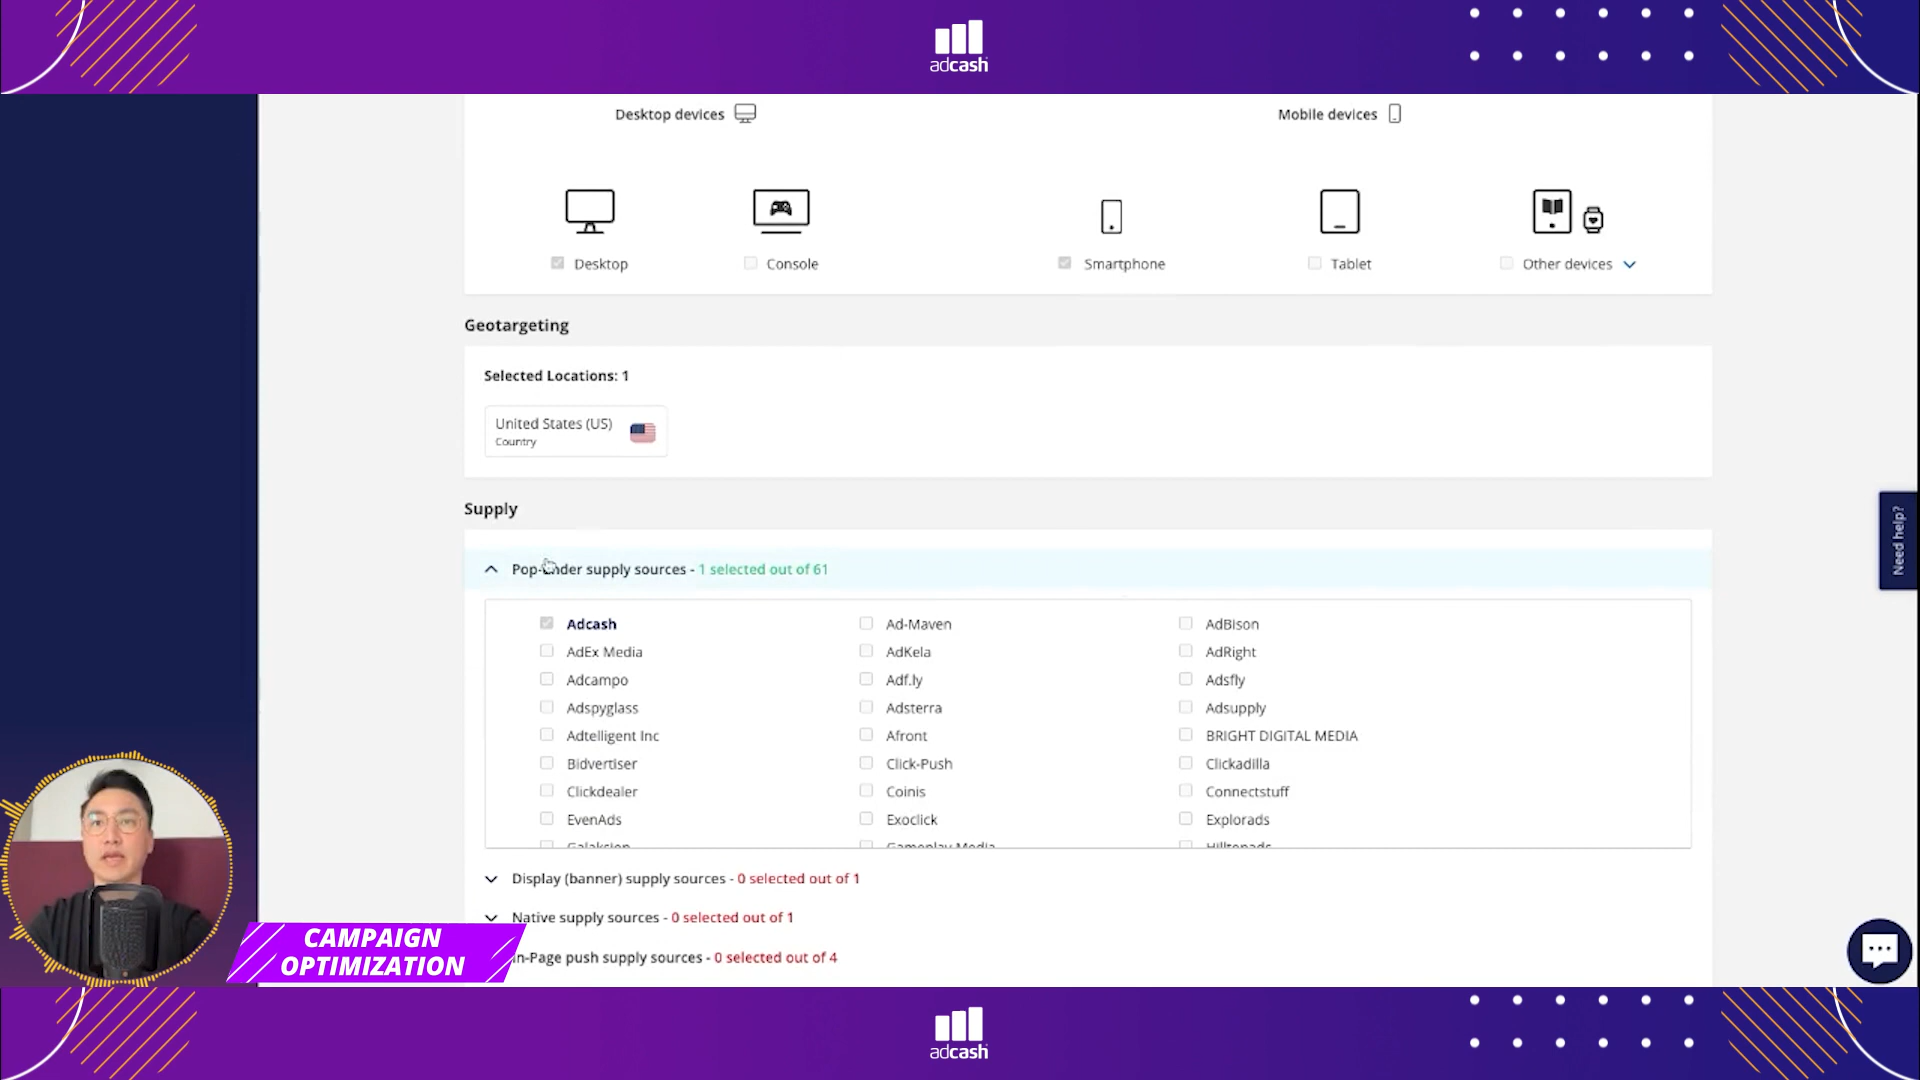 adcash
Desktop devices
Mobile devices
Desktop
Console
Smartphone
Tablet
Other devices
Geotargeting
Selected Locations: 1
United States (US)
Country
Supply
Pop-under supply sources - 1 selected out of 61
Adcash
Ad-Maven
AdBison
AdEx Media
AdKela
AdRight
Adcampo
Adf.ly
Adsfly
Adspyglass
Adsterra
Adsupply
Adtelligent Inc
Afront
BRIGHT DIGITAL MEDIA
Bidvertiser
Click-Push
Clickadilla
Clickdealer
Coinis
Connectstuff
EvenAds
Exoclick
Explorads
Galaksion
Gameplay Media
Hilltopads
Display (banner) supply sources - 0 selected out of 1
Native supply sources - 0 selected out of 1
In-Page push supply sources - 0 selected out of 4
Need help?
CAMPAIGN
OPTIMIZATION
adcash